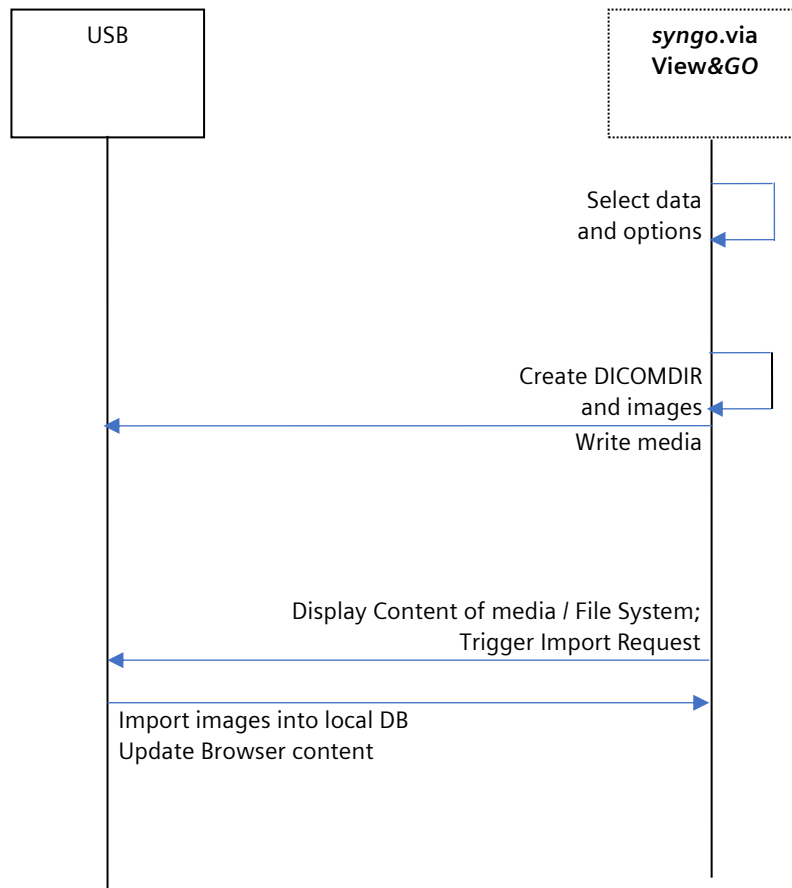 USB
syngo.via
View&GO
Select data
and options
Create DICOMDIR
and images
Write media
Display Content of media / File System;
Trigger Import Request
Import images into local DB
Update Browser content